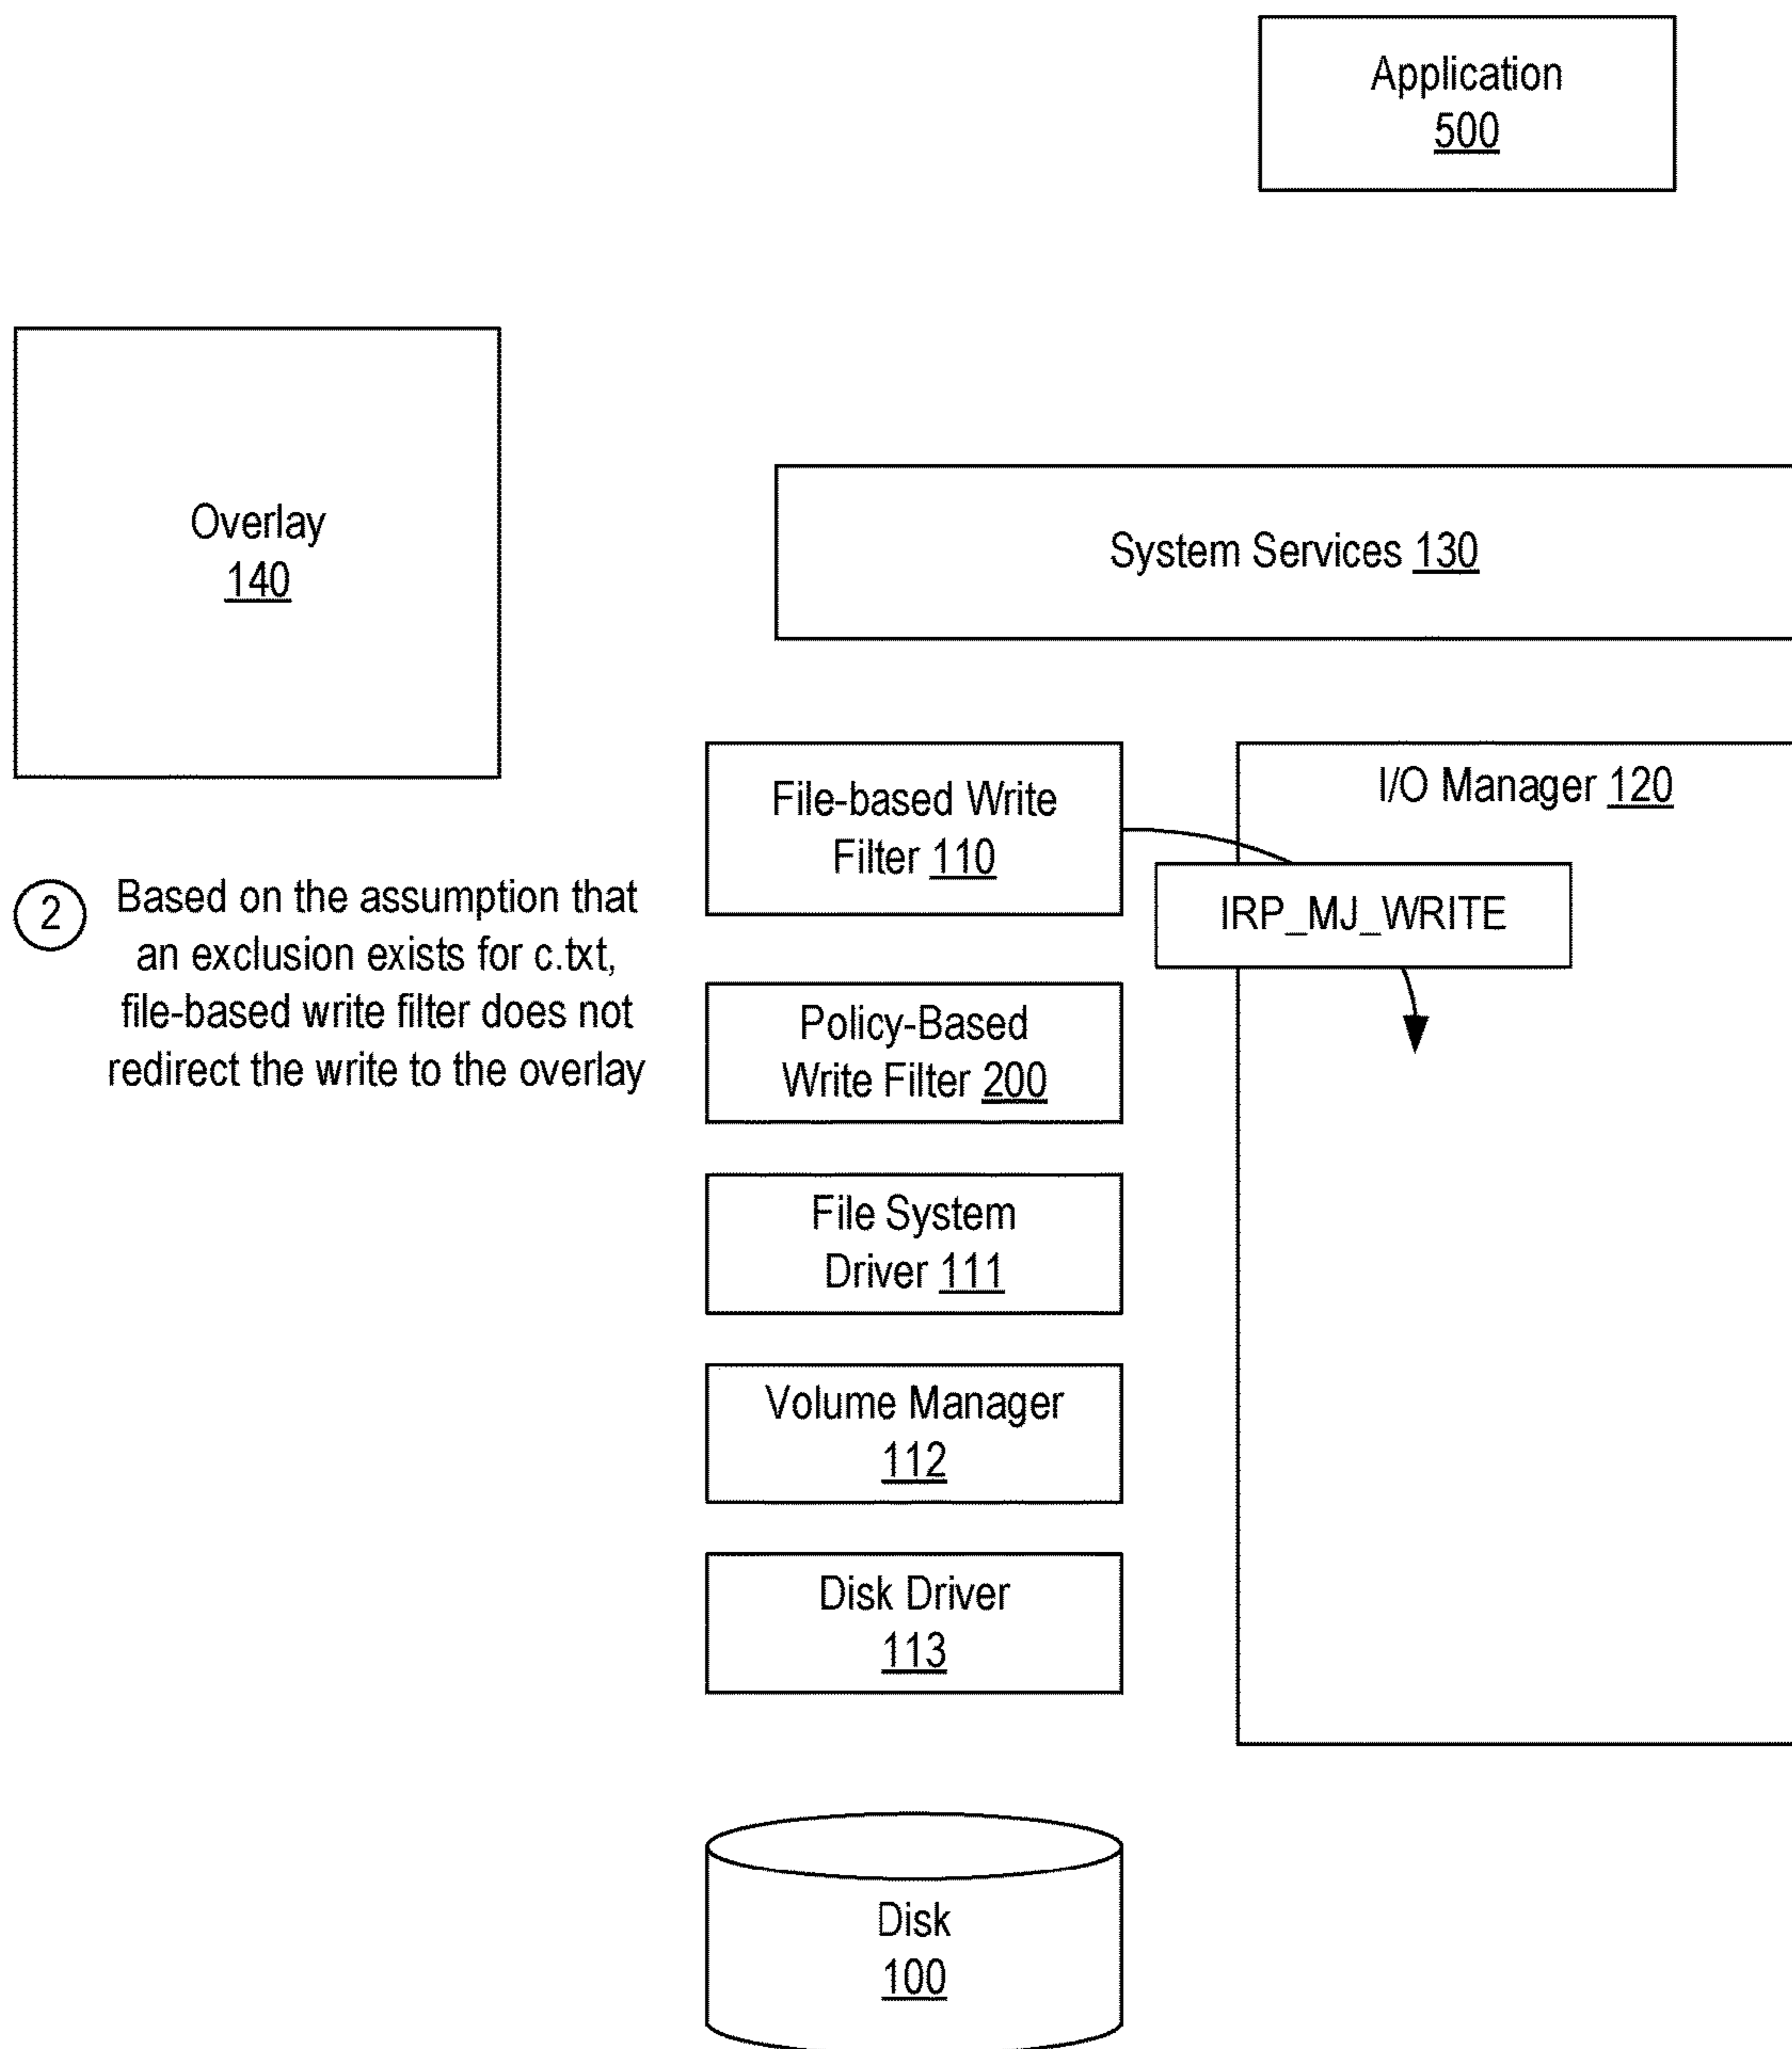 Application
500
Overlay
140
System Services 130
File-based Write
Filter 110
I/O Manager 120
IRP_MJ_WRITE
2
Based on the assumption that
an exclusion exists for c.txt,
file-based write filter does not
redirect the write to the overlay
Policy-Based
Write Filter 200
File System
Driver 111
Volume Manager
112
Disk Driver
113
Disk
100